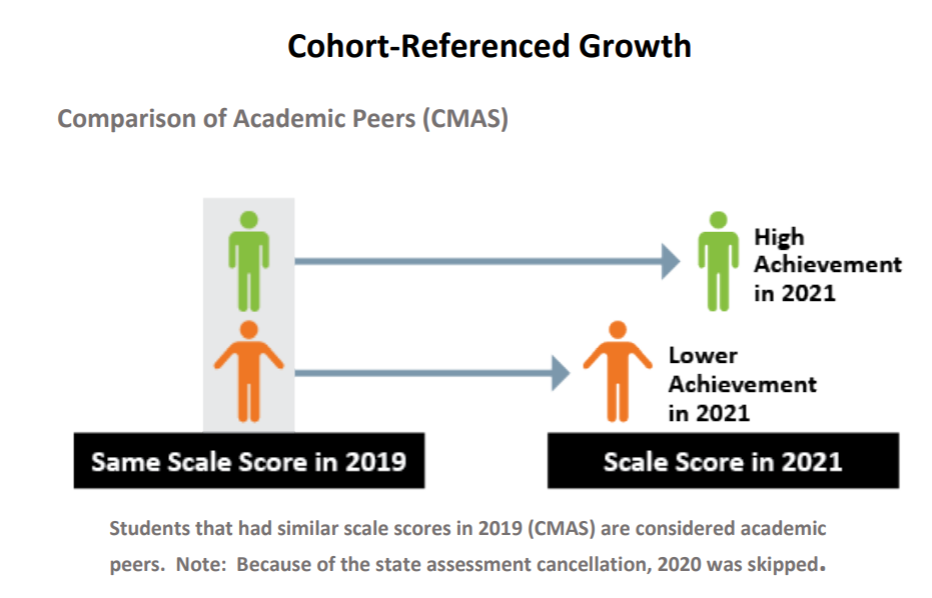 Cohort-Referenced Growth
Comparison of Academic Peers (CMAS)
High
Achievement
in 2021
Lower
Achievement
in 2021
Same Scale Score in 2019
Scale Score in 2021
Students that had similar scale scores in 2019 (CMAS) are considered academic
peers.  Note:  Because of the state assessment cancellation, 2020 was skipped.